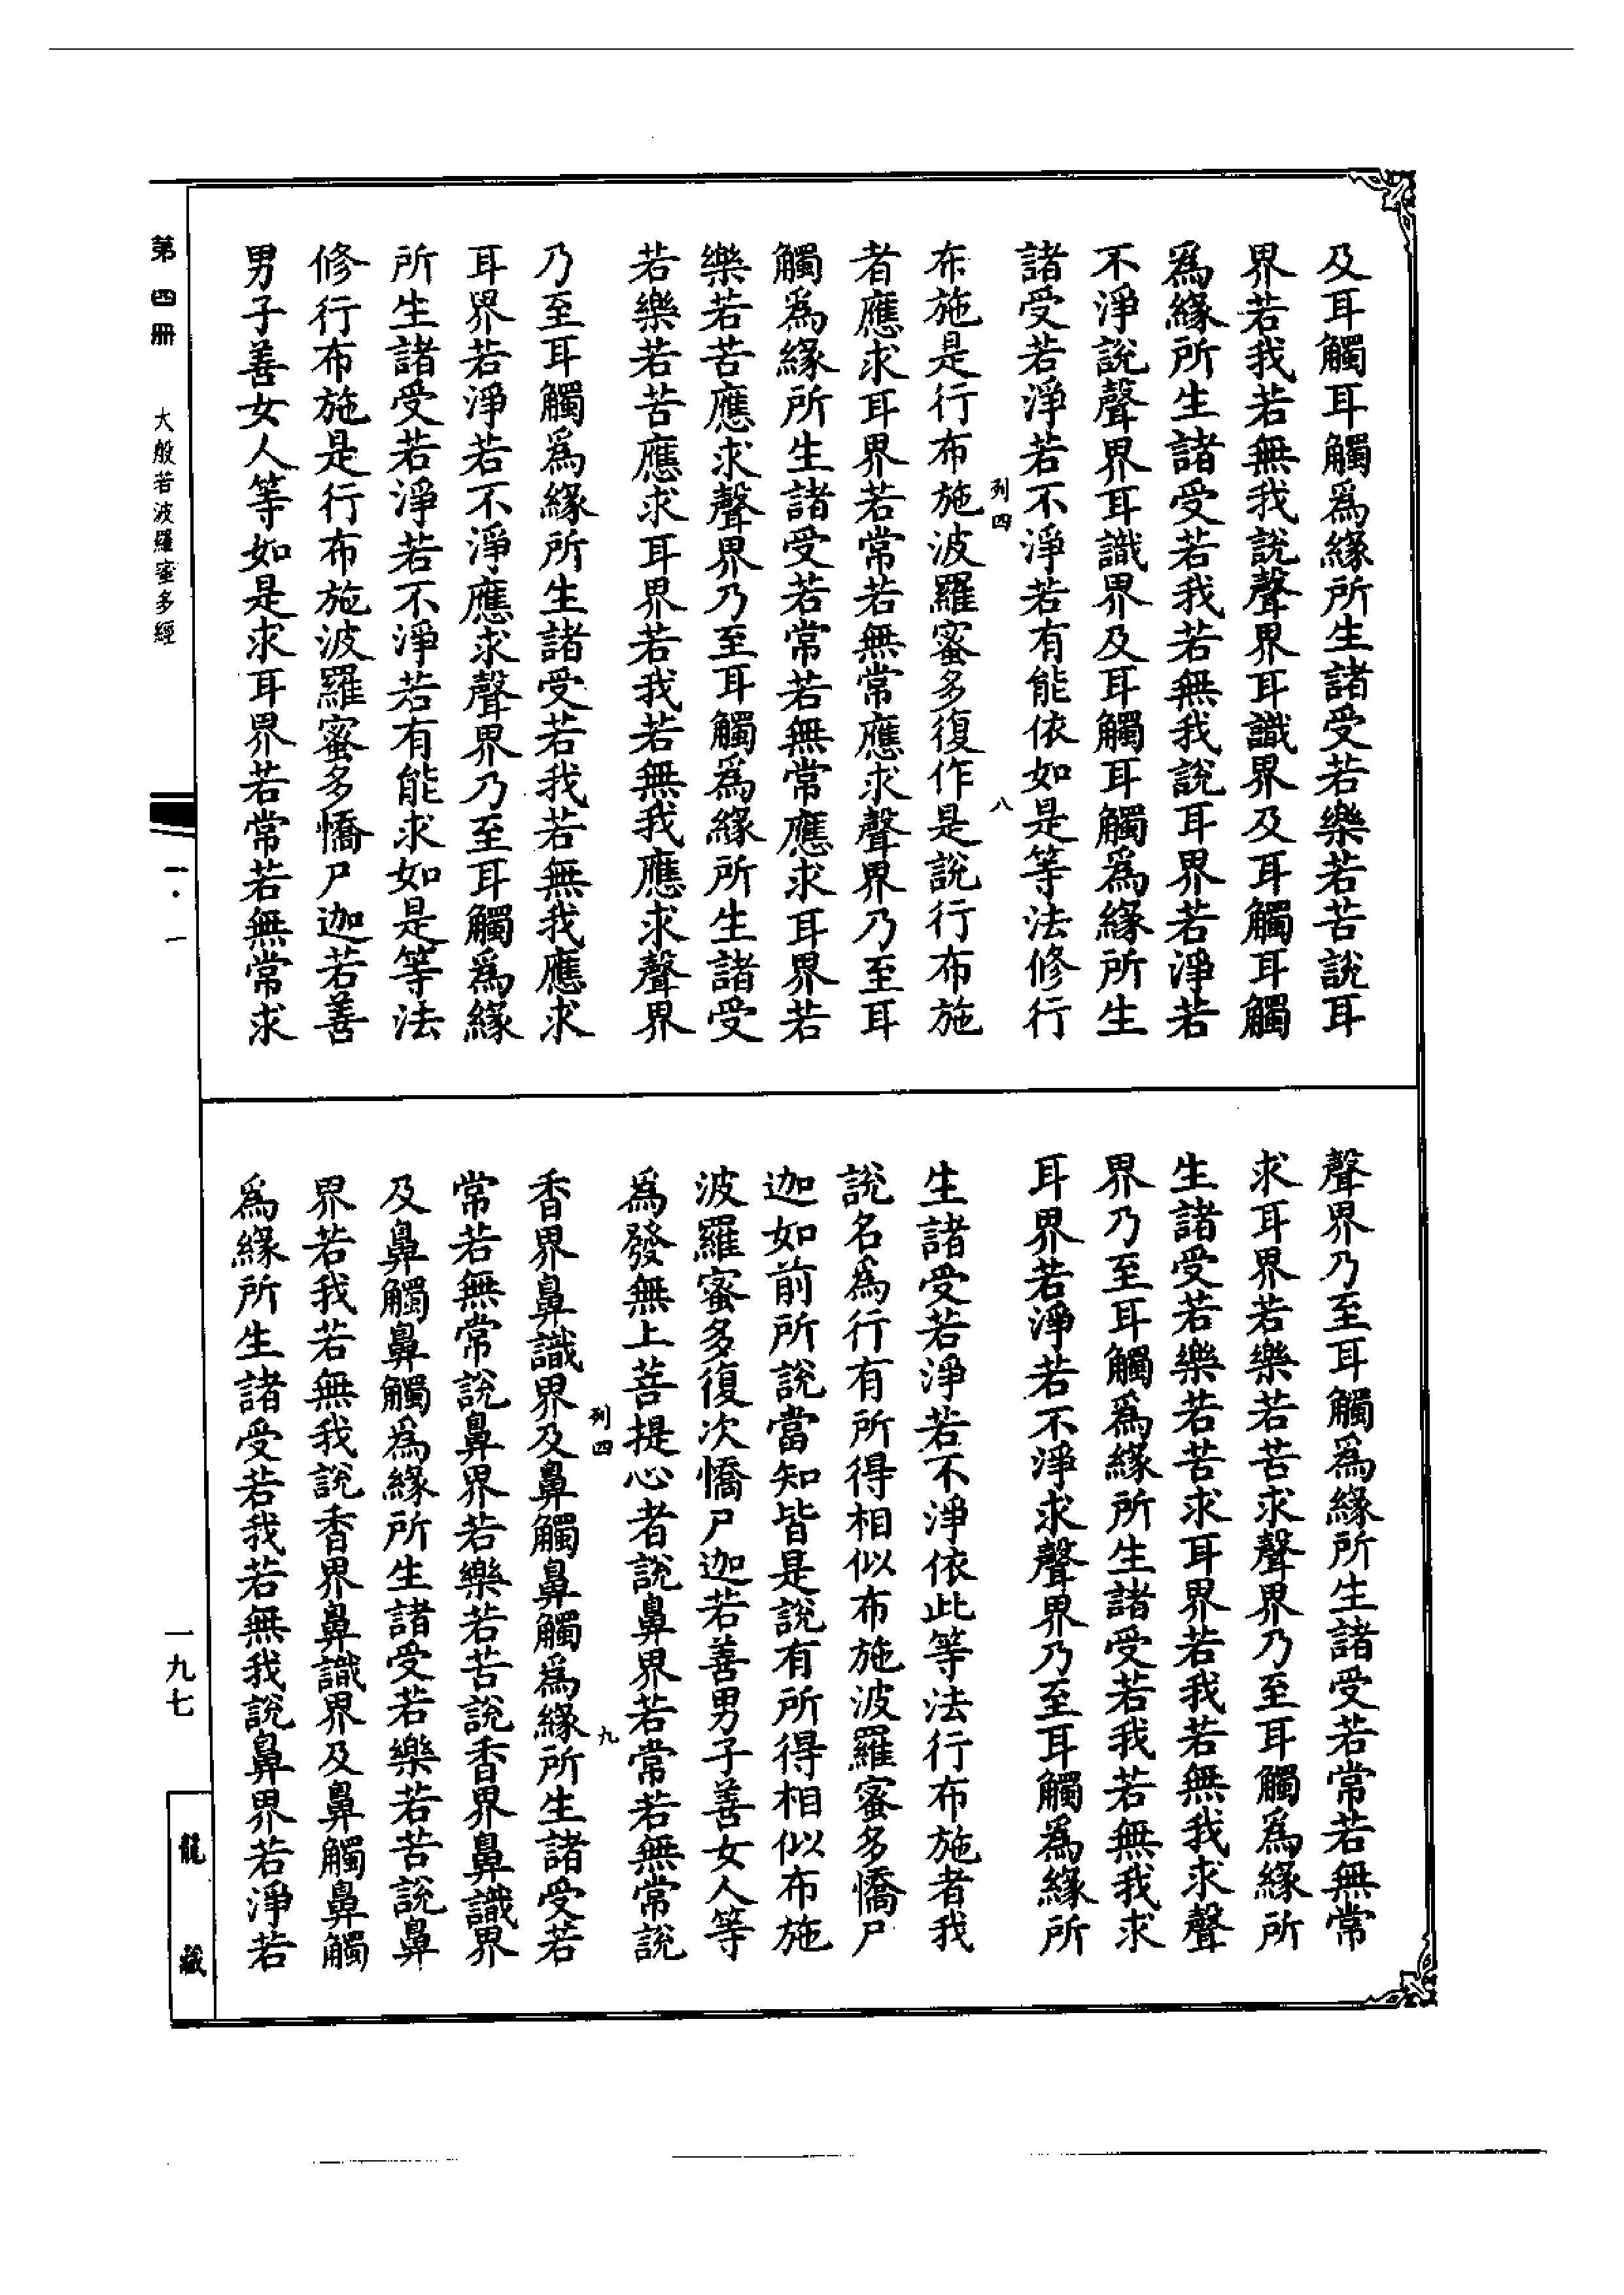 及耳觸耳觸爲緣所生諸受若樂若苦說耳
界若我若無我說聲界耳識界及耳觸耳觸
爲緣所生諸受若我若無我說耳界若淨若
不淨說聲界耳識界及耳觸耳觸爲緣所生
諸受若淨若不淨若有能依如是等法修行
列四
八
布施是行布施波羅蜜多復作是說行布施
者應求耳界若常若無常應求聲界乃至耳
觸爲緣所生諸受若常若無常應求耳界若
樂若苦應求聲界乃至耳觸爲緣所生諸受
若樂若苦應求耳界若我若無我應求聲界
乃至耳觸爲緣所生諸受若我若無我應求
耳界若淨若不淨應求聲界乃至耳觸爲緣
所生諸受若淨若不淨若有能求如是等法
修行布施是行布施波羅蜜多憍尸迦若善
男子善女人等如是求耳界若常若無常求
聲界乃至耳觸爲緣所生諸受若常若無常
求耳界若樂若苦求聲界乃至耳觸爲緣所
生諸受若樂若苦求耳界若我若無我求聲
界乃至耳觸爲緣所生諸受若我若無我求
耳界若淨若不淨求聲界乃至耳觸爲緣所
生諸受若淨若不淨依此等法行布施者我
說名爲行有所得相似布施波羅蜜多憍尸
迦如前所說當知皆是說有所得相似布施
波羅蜜多復次憍尸迦若善男子善女人等
爲發無上菩提心者說鼻界若常若無常說
列四
九
香界鼻識界及鼻觸鼻觸爲緣所生諸受若
常若無常說鼻界若樂若苦說香界鼻識界
及鼻觸鼻觸爲緣所生諸受若樂若苦說鼻
界若我若無我說香界鼻識界及鼻觸鼻觸
爲緣所生諸受若我若無我說鼻界若淨若
第四冊
大般若波羅蜜多經
一·一
一九七
龍藏